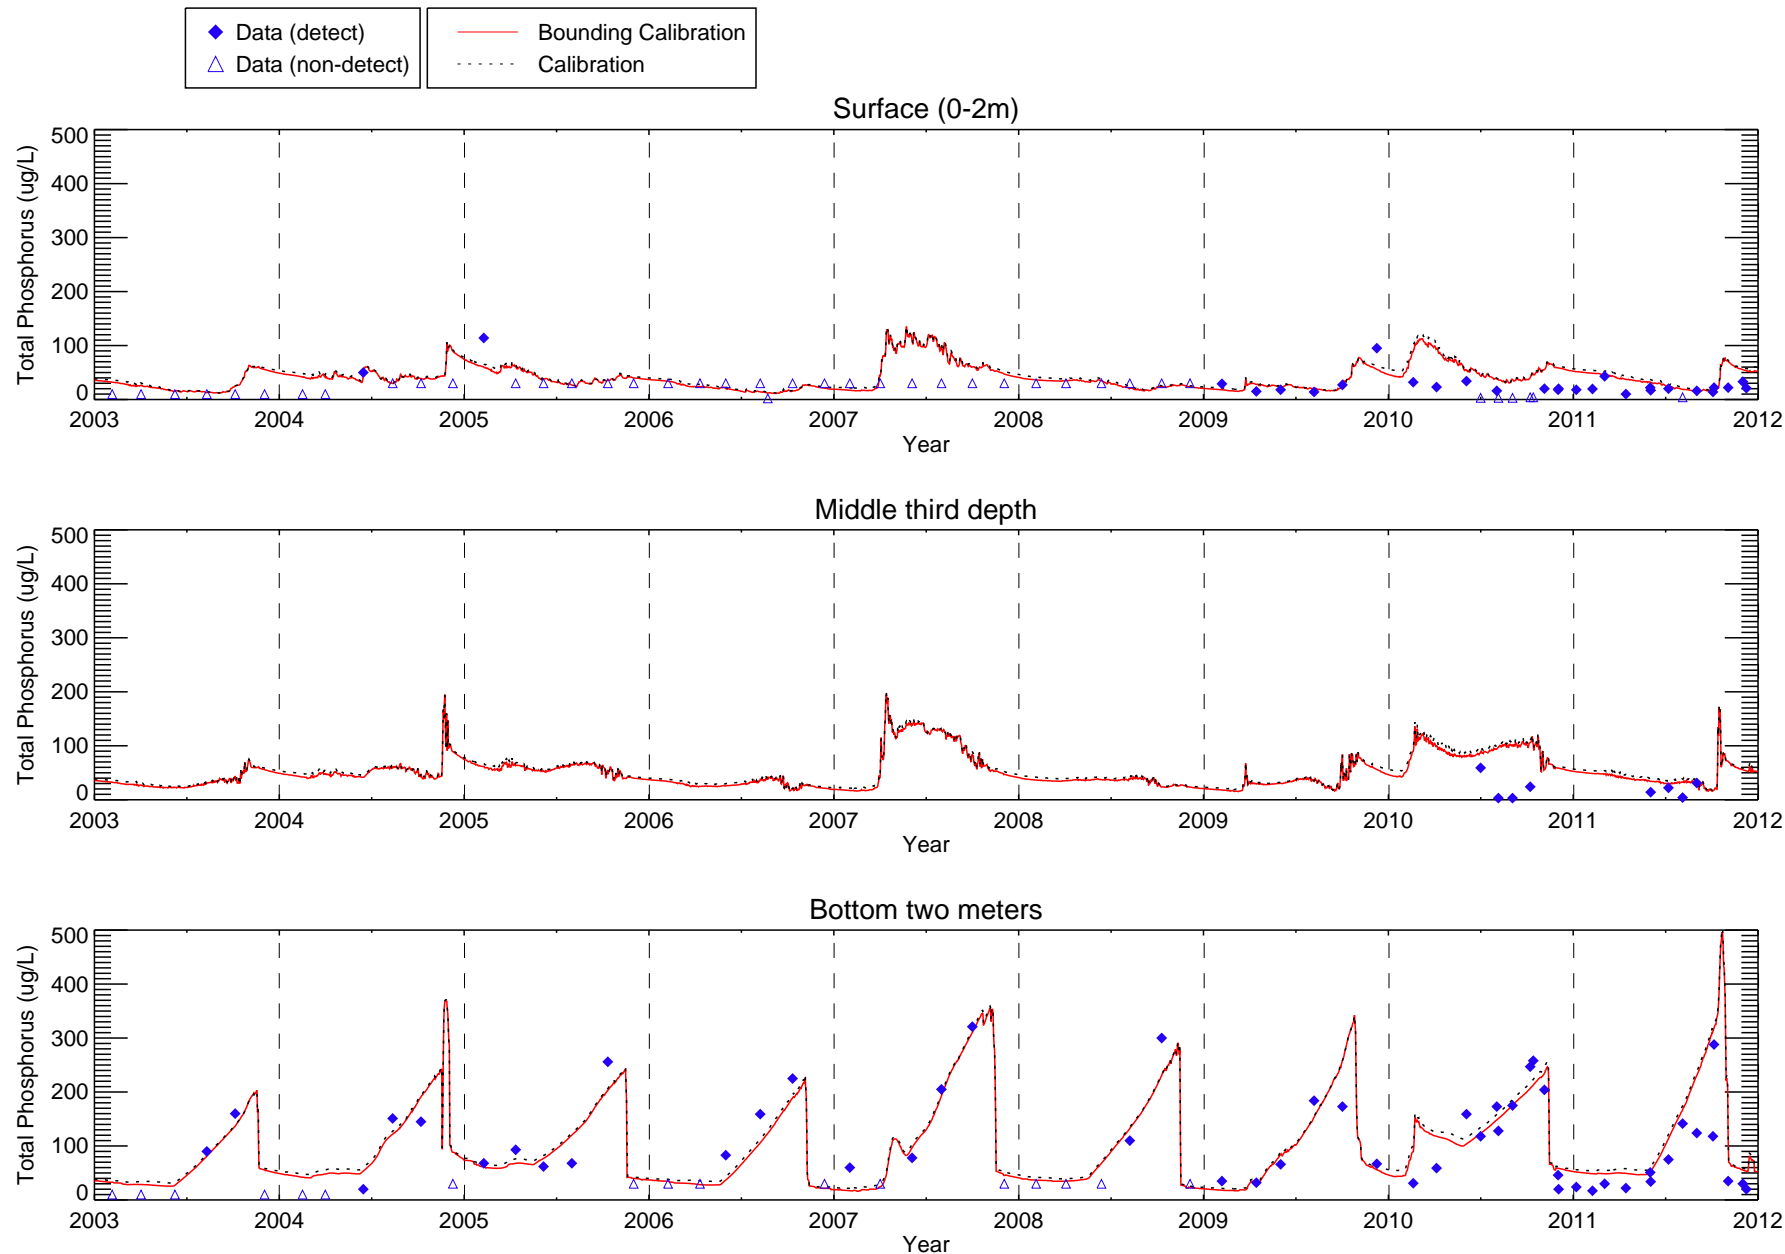 Data (detect)
Data (non-detect)
Bounding Calibration
Calibration
Surface (0-2m)
Total Phosphorus (ug/L)
500
400
300
200
100
0
2003 2004 2005 2006 2007 2008 2009 2010 2011 2012
Year
Middle third depth
Total Phosphorus (ug/L)
500
400
300
200
100
0
2003 2004 2005 2006 2007 2008 2009 2010 2011 2012
Year
Bottom two meters
Total Phosphorus (ug/L)
500
400
300
200
100
0
2003 2004 2005 2006 2007 2008 2009 2010 2011 2012
Year